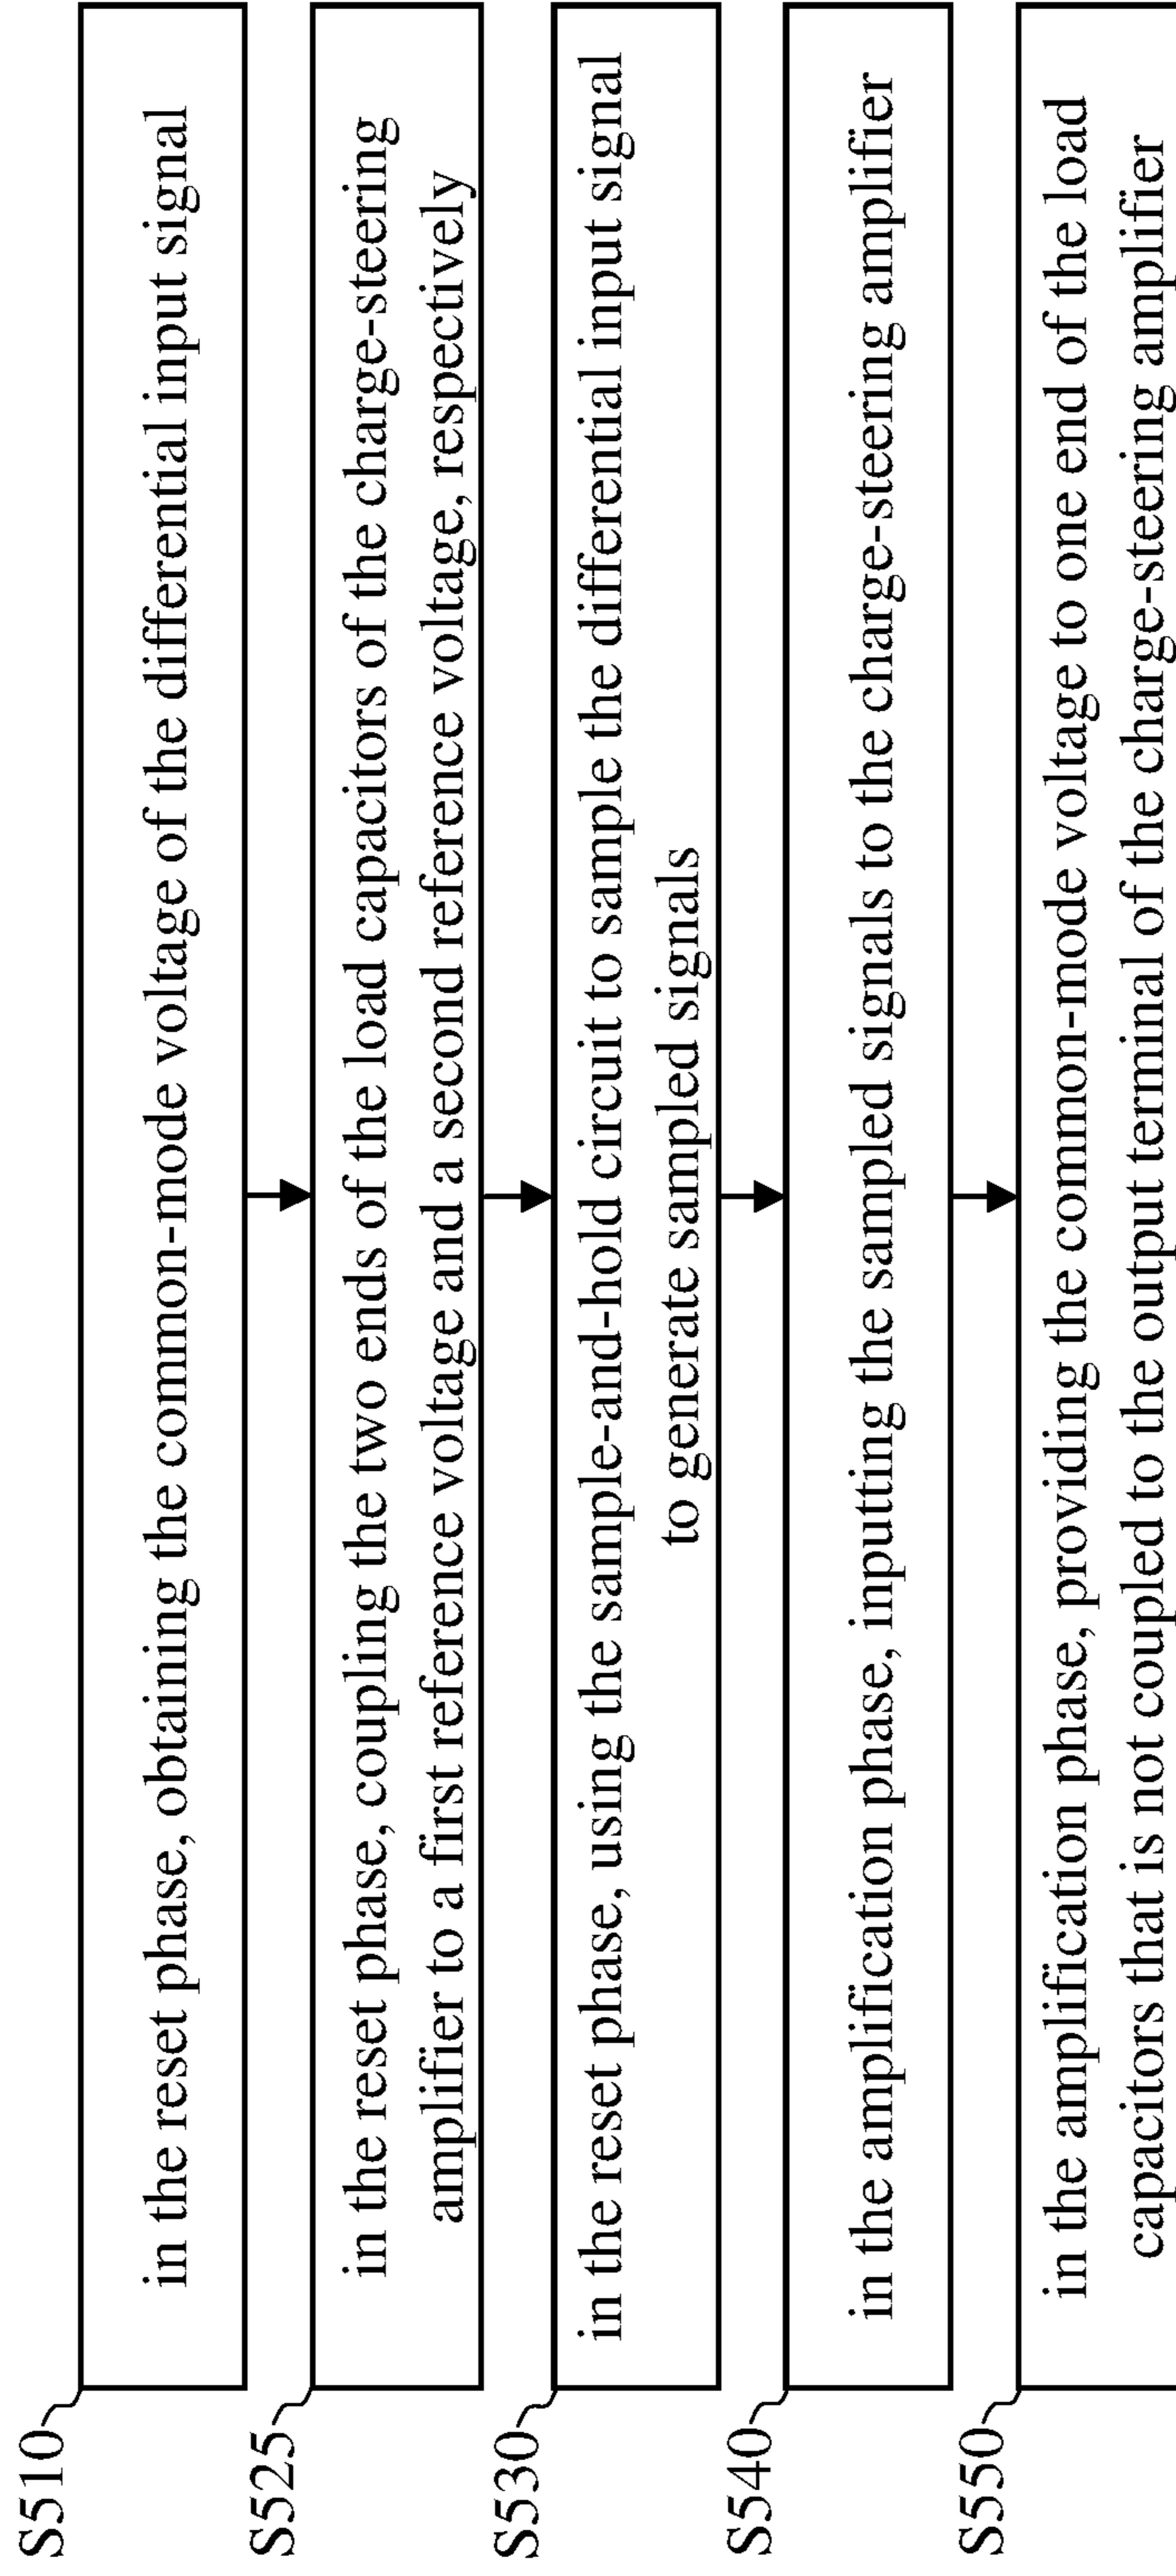 S510
in the reset phase, obtaining the common-mode voltage of the differential input signal
S525
in the reset phase, coupling the two ends of the load capacitors of the charge-steering
amplifier to a first reference voltage and a second reference voltage, respectively
S530
in the reset phase, using the sample-and-hold circuit to sample the differential input signal
to generate sampled signals
S540
in the amplification phase, inputting the sampled signals to the charge-steering amplifier
S550
in the amplification phase, providing the common-mode voltage to one end of the load
capacitors that is not coupled to the output terminal of the charge-steering amplifier